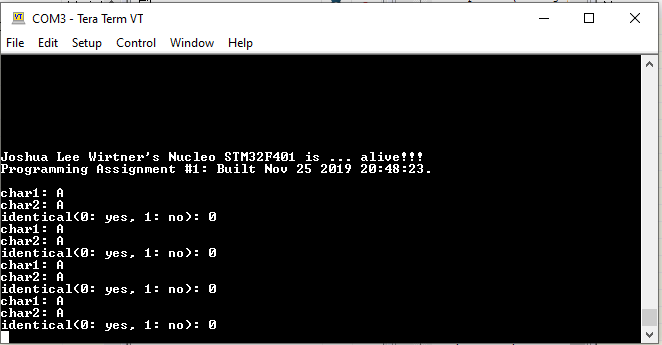 COM3 - Tera Term VT
File Edit Setup Control Window Help
Joshua Lee Wirtner's Nucleo STM32F401 is ... alive!!!
Programming Assignment #1: Built Nov 25 2019 20:48:23.
char1: A
char2: A
identical(0: yes, 1: no): 0
char1: A
char2: A
identical(0: yes, 1: no): 0
char1: A
char2: A
identical(0: yes, 1: no): 0
char1: A
char2: A
identical(0: yes, 1: no): 0